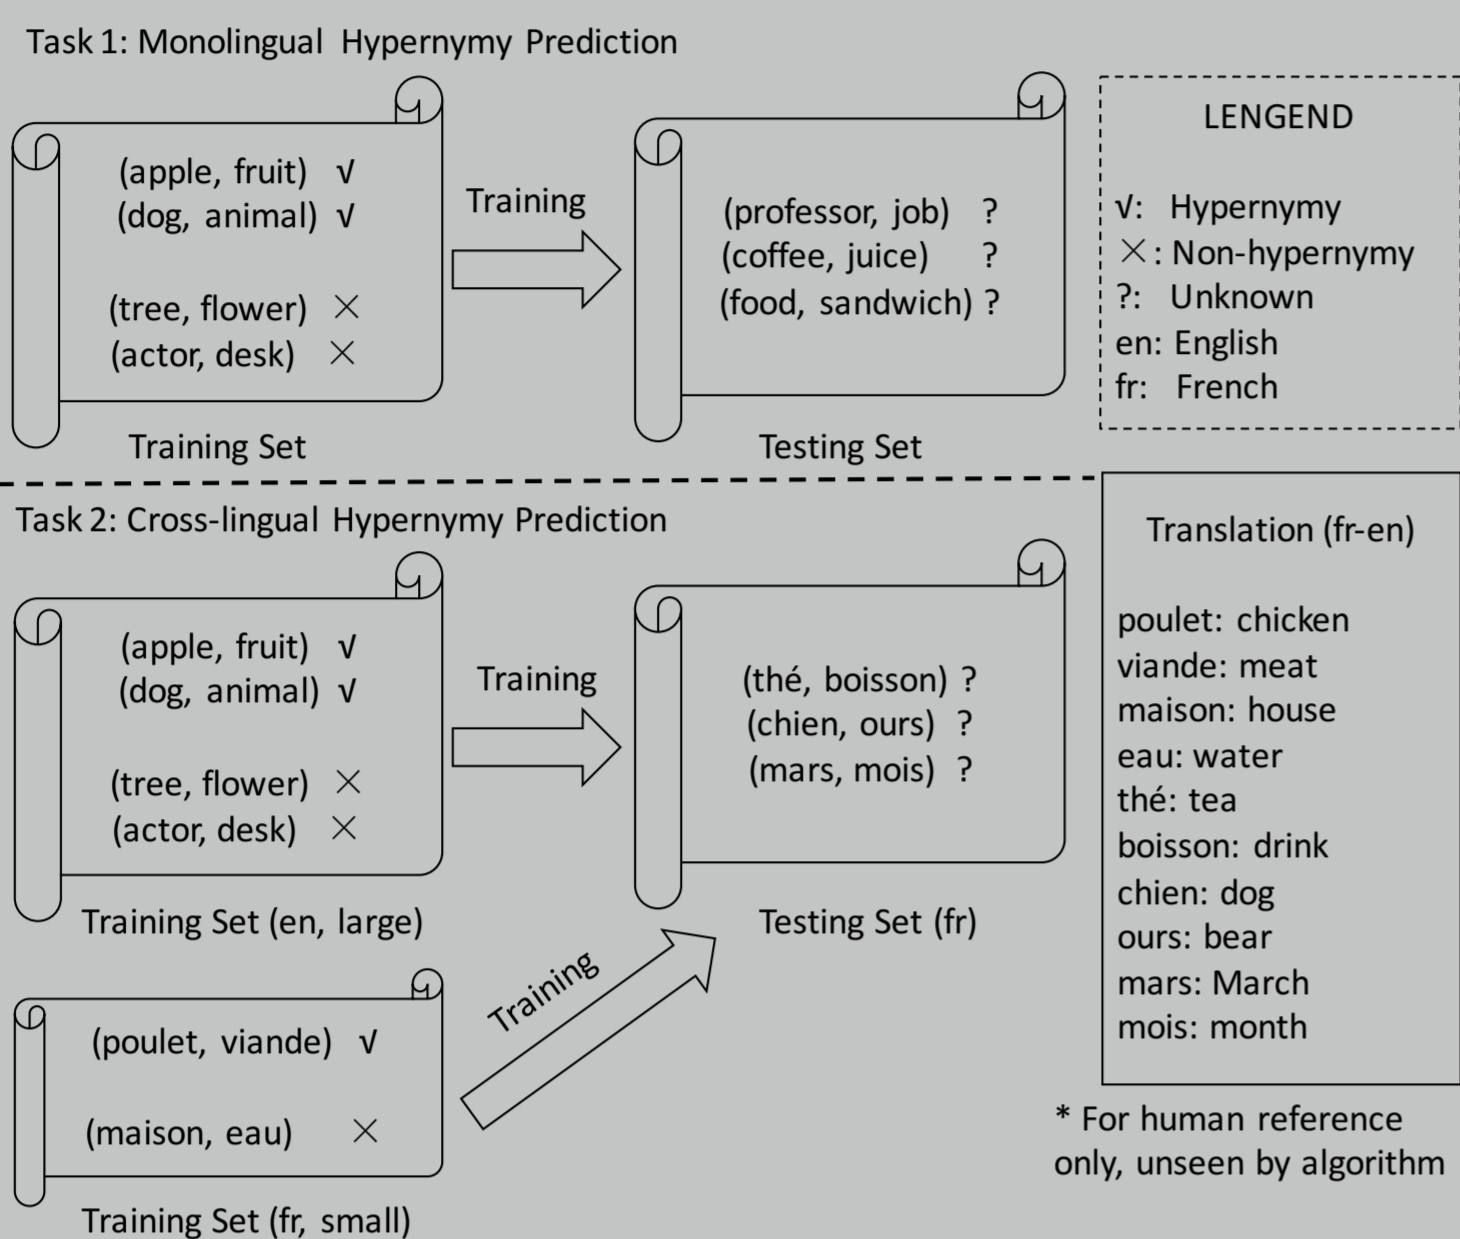 Task 1: Monolingual Hypernymy Prediction
(apple, fruit) √
(dog, animal) √
(tree, flower) ×
(actor, desk) ×
Training Set
Training
(professor, job) ?
(coffee, juice) ?
(food, sandwich) ?
Testing Set
LENGEND
√: Hypernymy
×: Non-hypernymy
?: Unknown
en: English
fr: French
Task 2: Cross-lingual Hypernymy Prediction
(apple, fruit) √
(dog, animal) √
(tree, flower) ×
(actor, desk) ×
Training Set (en, large)
Training
(thé, boisson) ?
(chien, ours) ?
(mars, mois) ?
Testing Set (fr)
(poulet, viande) √
(maison, eau) ×
Training Set (fr, small)
Training
Translation (fr-en)
poulet: chicken
viande: meat
maison: house
eau: water
thé: tea
boisson: drink
chien: dog
ours: bear
mars: March
mois: month
* For human reference
only, unseen by algorithm